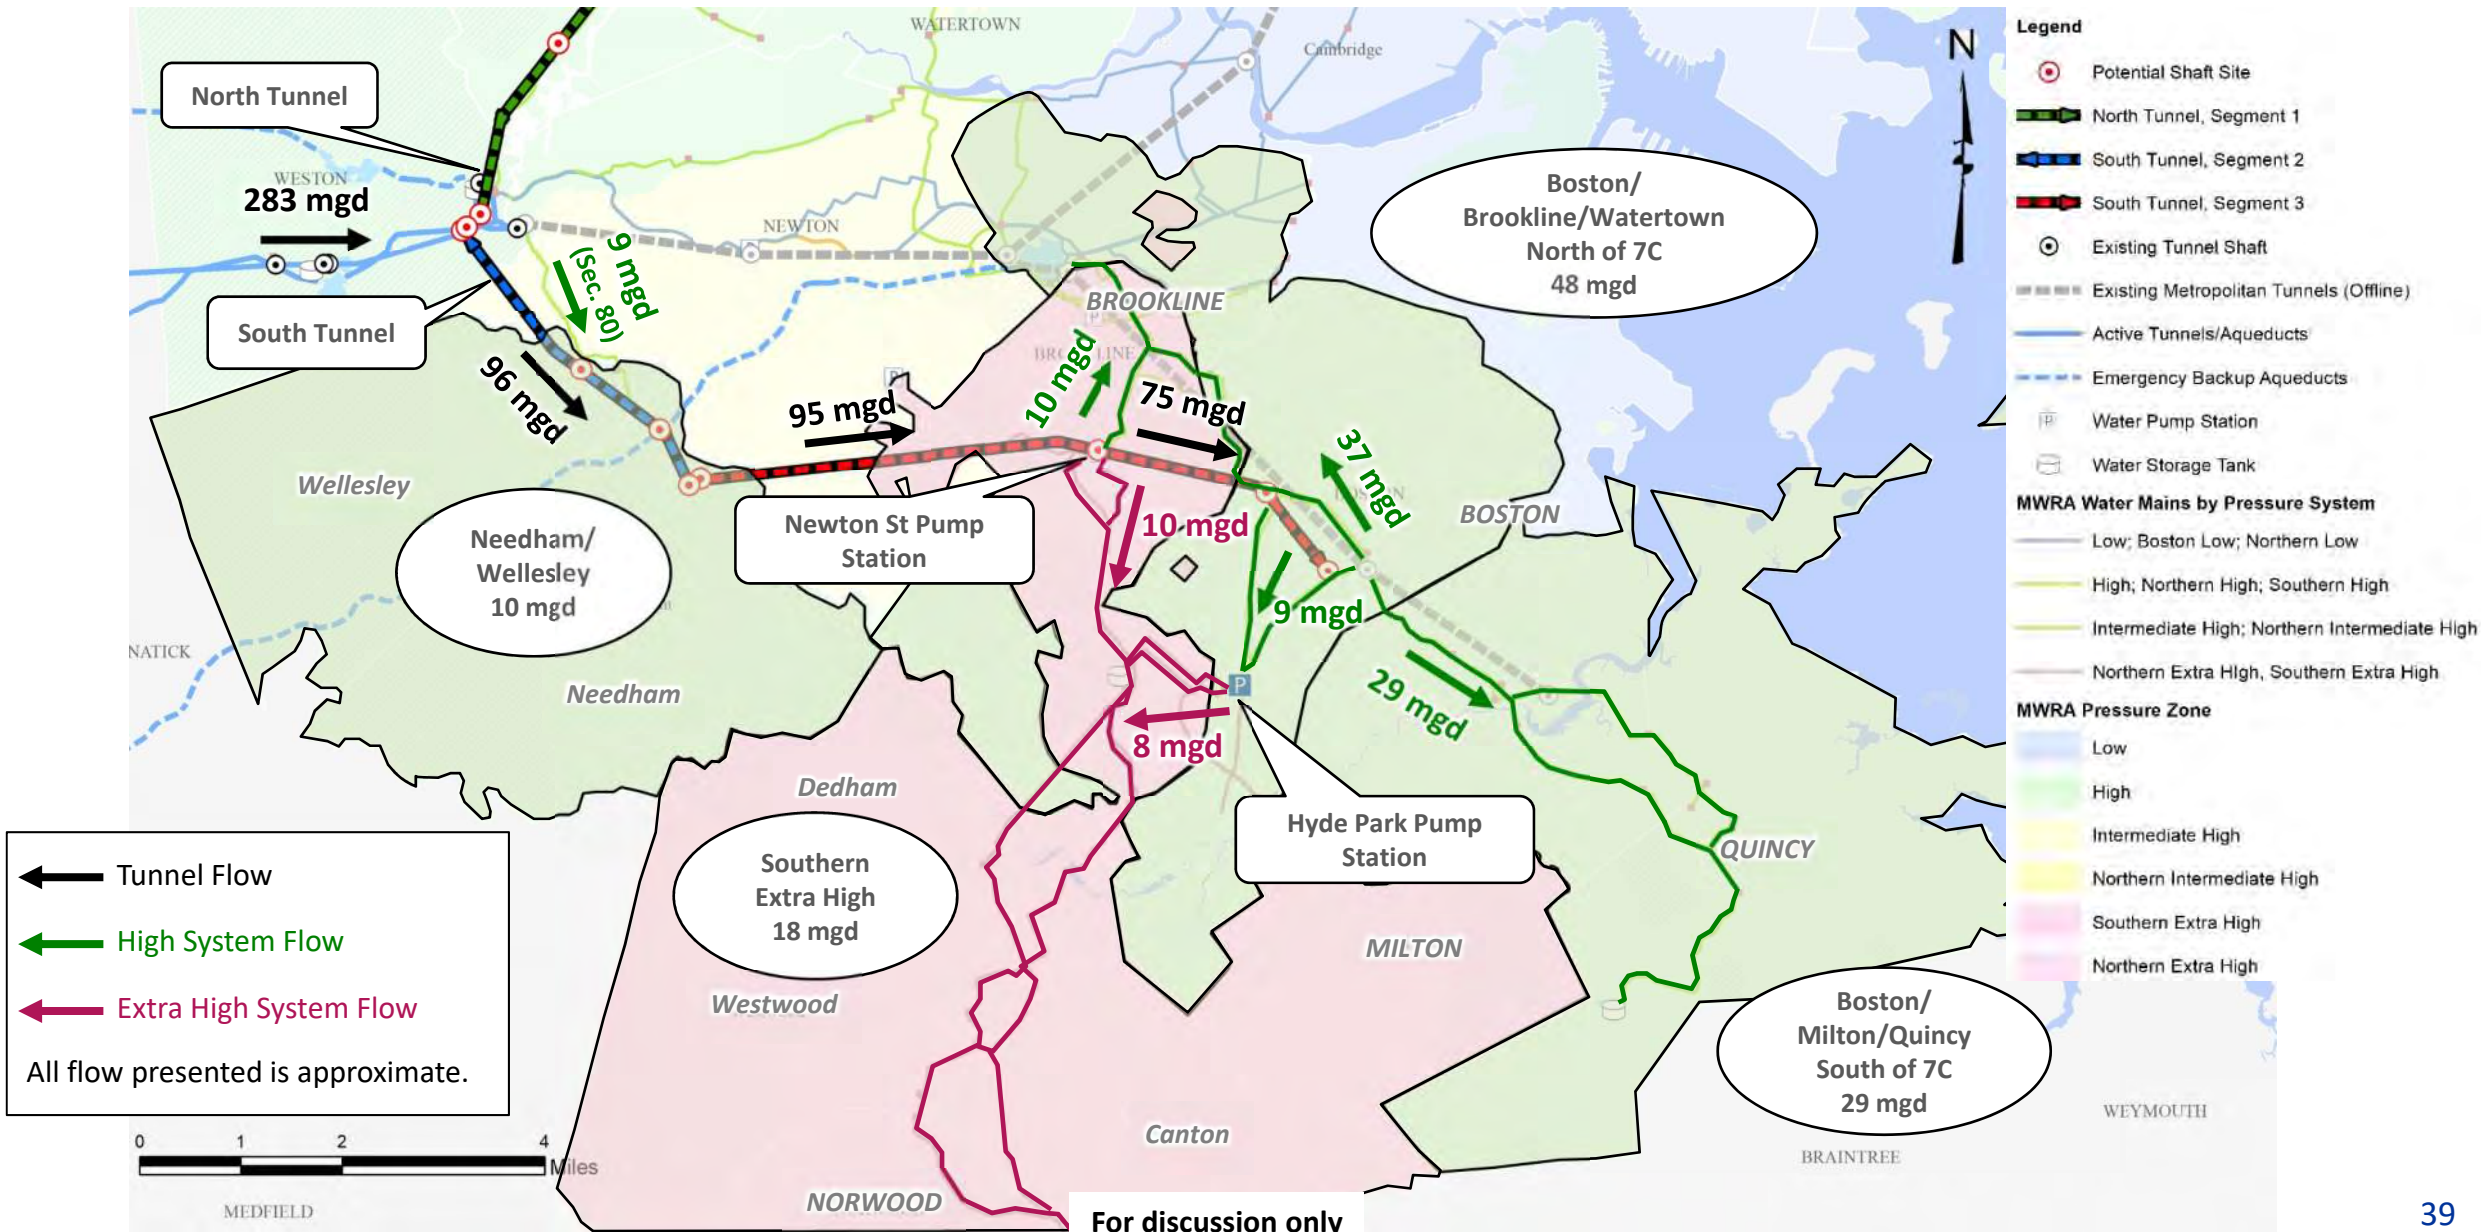 WATERTOWN
Cambridge
North Tunnel
WESTON
283 mgd
NEWTON
9 mgd
(Sec. 80)
South Tunnel
96 mgd
95 mgd
BROOKLINE
10 mgd
75 mgd
37 mgd
BOSTON
Boston/
Brookline/Watertown
North of 7C
48 mgd
N
Wellesley
Needham/
Wellesley
10 mgd
Newton St Pump
Station
10 mgd
9 mgd
NATICK
Needham
29 mgd
P
8 mgd
Dedham
Hyde Park Pump
Station
QUINCY
Southern
Extra High
18 mgd
MILTON
Westwood
Boston/
Milton/Quincy
South of 7C
29 mgd
Canton
WEYMOUTH
BRAINTREE
NORWOOD
MEDFIELD
Tunnel Flow
High System Flow
Extra High System Flow
All flow presented is approximate.
0 1 2 4
Miles
For discussion only
Legend
Potential Shaft Site
North Tunnel, Segment 1
South Tunnel, Segment 2
South Tunnel, Segment 3
Existing Tunnel Shaft
Existing Metropolitan Tunnels (Offline)
Active Tunnels/Aqueducts
Emergency Backup Aqueducts
P Water Pump Station
Water Storage Tank
MWRA Water Mains by Pressure System
Low; Boston Low; Northern Low
High; Northern High; Southern High
Intermediate High; Northern Intermediate High
Northern Extra High, Southern Extra High
MWRA Pressure Zone
Low
High
Intermediate High
Northern Intermediate High
Southern Extra High
Northern Extra High
39